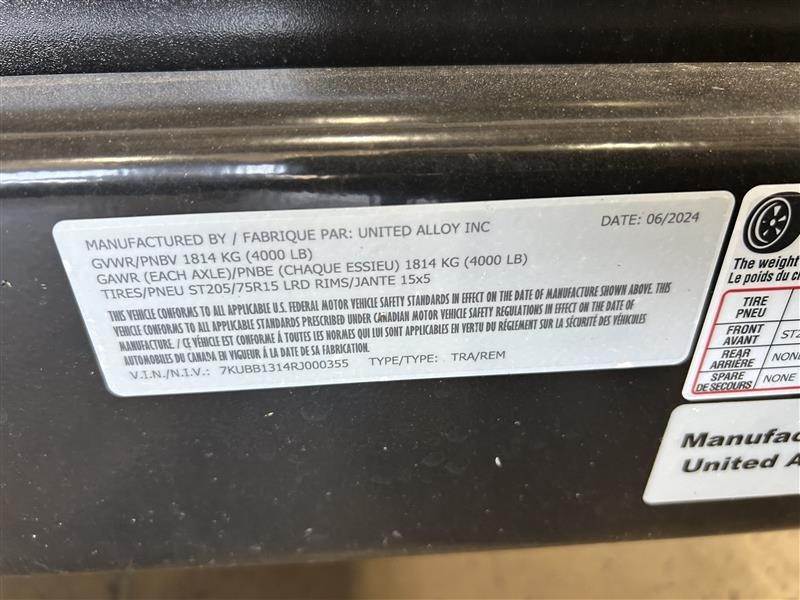 MANUFACTURED BY / FABRIQUE PAR: UNITED ALLOY INC
DATE: 06/2024
GVWR/PNBV 1814 KG (4000 LB)
GAWR (EACH AXLE)/PNBE (CHAQUE ESSIEU) 1814 KG (4000 LB)
TIRES/PNEU ST205/75R15 LRD RIMS/JANTE 15x5
THIS VEHICLE CONFORMS TO ALL APPLICABLE U.S. FEDERAL MOTOR VEHICLE SAFETY STANDARDS IN EFFECT ON THE DATE OF MANUFACTURE SHOWN ABOVE. THIS
VEHICLE CONFORMS TO ALL APPLICABLE STANDARDS PRESCRIBED UNDER CANADIAN MOTOR VEHICLE SAFETY REGULATIONS IN EFFECT ON THE DATE OF
MANUFACTURE. / CE VÉHICULE EST CONFORME À TOUTES LES NORMES QUI LUI SONT APPLICABLES EN VERTU DU RÈGLEMENT SUR LA SÉCURITÉ DES VÉHICULES
AUTOMOBILES DU CANADA EN VIGUEUR À LA DATE DE SA FABRICATION.
V.I.N./N.I.V.: 7KUBB1314RJ000355 TYPE/TYPE: TRA/REM
The weight
Le poids du c
TIRE
PNEU
FRONT
AVANT
ST2
REAR
ARRIÈRE
NON
SPARE
DE SECOURS
NONE
Manufac
United A